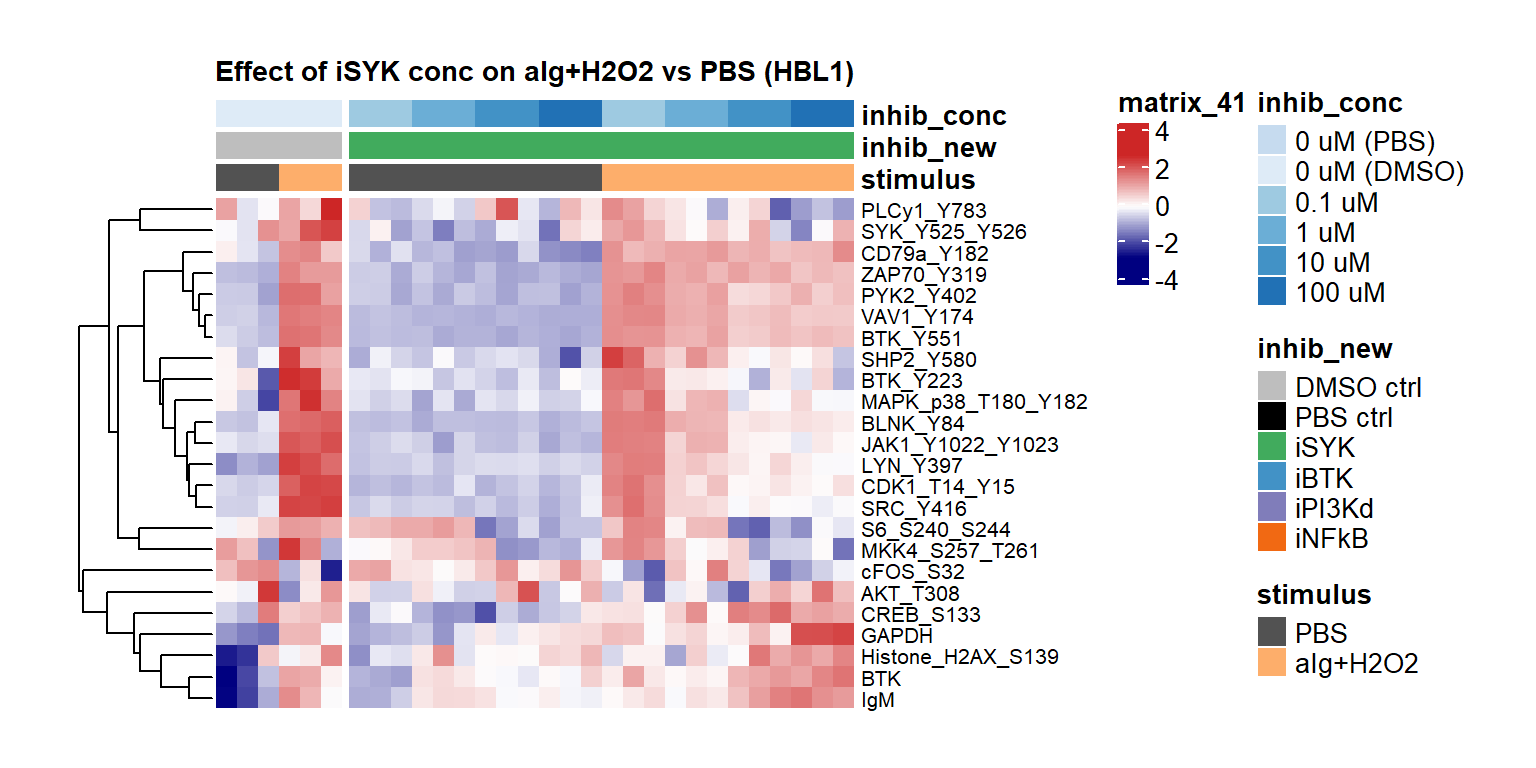 Effect of iSYK conc on aIg+H2O2 vs PBS (HBL1)
inhib_conc
inhib_new
stimulus
PLCy1_Y783
SYK_Y525_Y526
CD79a_Y182
ZAP70_Y319
PYK2_Y402
VAV1_Y174
BTK_Y551
SHP2_Y580
BTK_Y223
MAPK_p38_T180_Y182
BLNK_Y84
JAK1_Y1022_Y1023
LYN_Y397
CDK1_T14_Y15
SRC_Y416
S6_S240_S244
MKK4_S257_T261
cFOS_S32
AKT_T308
CREB_S133
GAPDH
Histone_H2AX_S139
BTK
IgM
matrix_41
4
2
0
-2
-4
inhib_conc
0 uM (PBS)
0 uM (DMSO)
0.1 uM
1 uM
10 uM
100 uM
inhib_new
DMSO ctrl
PBS ctrl
iSYK
iBTK
iPI3Kd
iNFkB
stimulus
PBS
aIg+H2O2